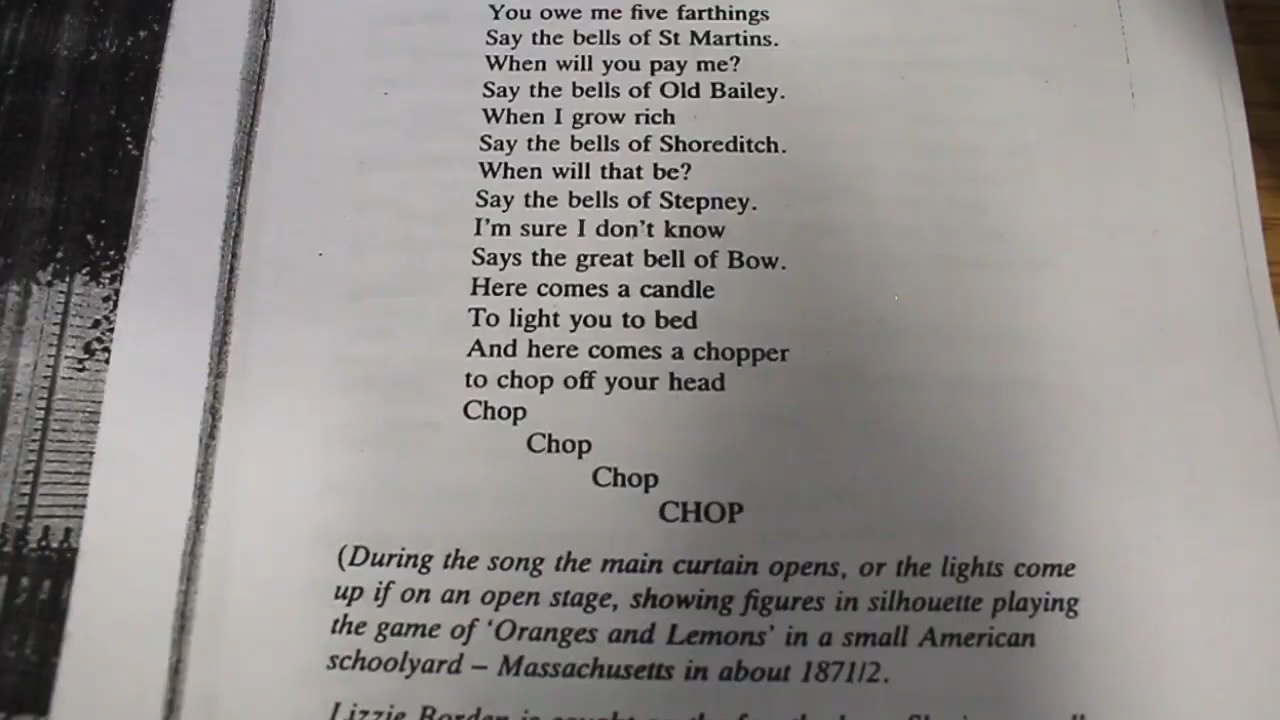 You owe me five farthings
Say the bells of St Martins.
When will you pay me?
Say the bells of Old Bailey.
When I grow rich
Say the bells of Shoreditch.
When will that be?
Say the bells of Stepney.
I'm sure I don't know
Says the great bell of Bow.
Here comes a candle
To light you to bed
And here comes a chopper
to chop off your head
Chop
Chop
Chop
CHOP
(During the song the main curtain opens, or the lights come
up if on an open stage, showing figures in silhouette playing
the game of 'Oranges and Lemons' in a small American
schoolyard – Massachusetts in about 1871/2.
Lizzie Borden is